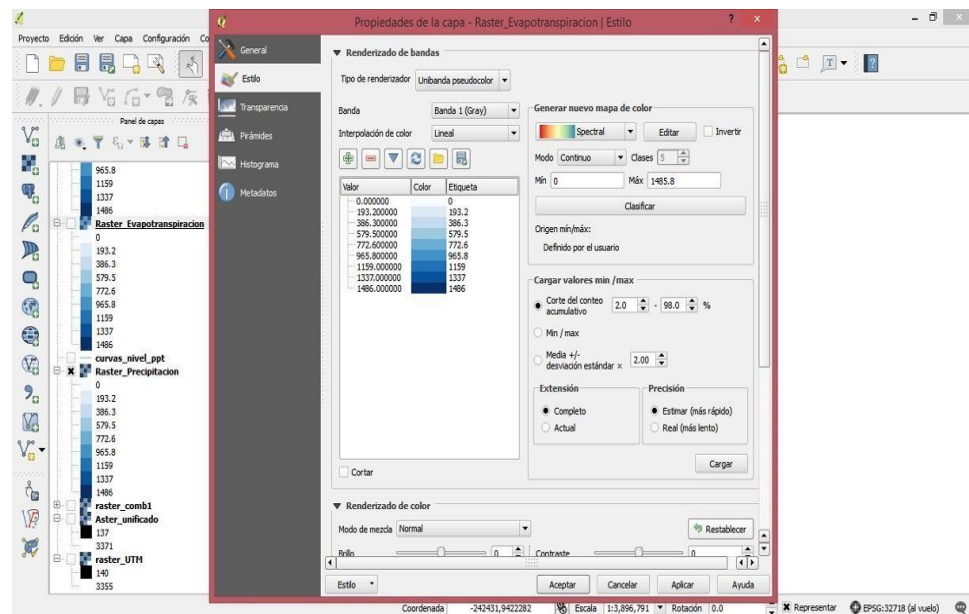 Propiedades de la capa - Raster_Evapotranspiracion | Estilo
?
x
Proyecto Edición Ver Capa Configuración Co
Panel de capas
965.8
1159
1337
1486
Raster_Evapotranspiracion
0
193.2
386.3
579.5
772.6
965.8
1159
1337
1486
curvas_nivel_ppt
Raster_Precipitacion
0
193.2
386.3
579.5
772.6
965.8
1159
1337
1486
raster_comb1
Aster_unificado
137
3371
raster_UTM
140
3355
General
Estilo
Transparencia
Pirámides
Histograma
Metadatos
Renderizado de bandas
Tipo de renderizador Unibanda pseudocolor
Banda Banda 1 (Gray)
Interpolación de color Lineal
Valor Color Etiqueta
0.000000 0
193.200000 193.2
386.300000 386.3
579.500000 579.5
772.600000 772.6
965.800000 965.8
1159.000000 1159
1337.000000 1337
1486.000000 1486
Cortar
Generar nuevo mapa de color
Spectral Editar Invertir
Modo Continuo Clases 5
Mín 0 Máx 1485.8
Clasificar
Origen mín/máx:
Definido por el usuario
Cargar valores min /max
Corte del conteo acumulativo 2.0 - 98.0 %
Min / max
Media +/- desviación estándar × 2.00
Extensión
Completo
Actual
Precisión
Estimar (más rápido)
Real (más lento)
Cargar
Renderizado de color
Modo de mezcla Normal Restablecer
Brillo 0 Contraste 0
Estilo Aceptar Cancelar Aplicar Ayuda
Coordenada -242431,9422282 Escala 1:3,896,791 Rotación 0.0 Representar EPSG:32718 (al vuelo)